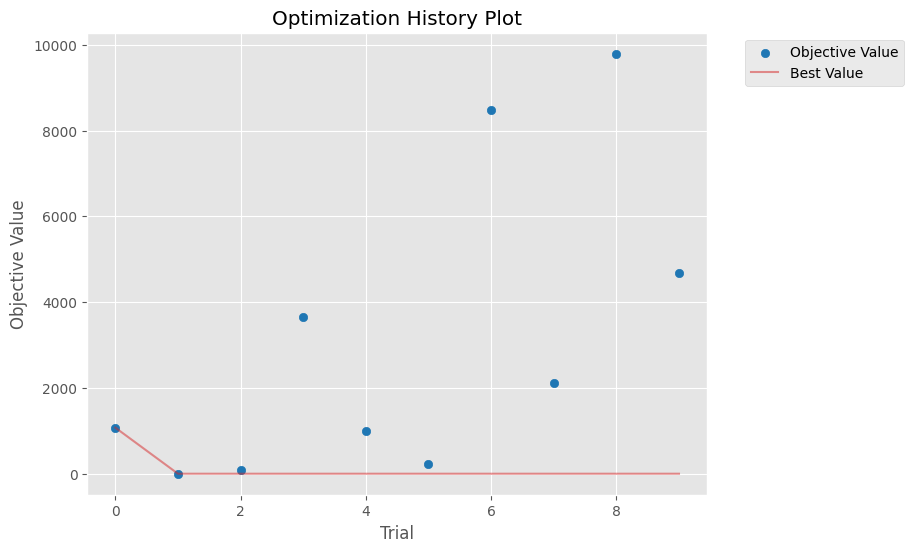 Optimization History Plot
Objective Value
Best Value
Objective Value
10000
8000
6000
4000
2000
0
0 2 4 6 8
Trial